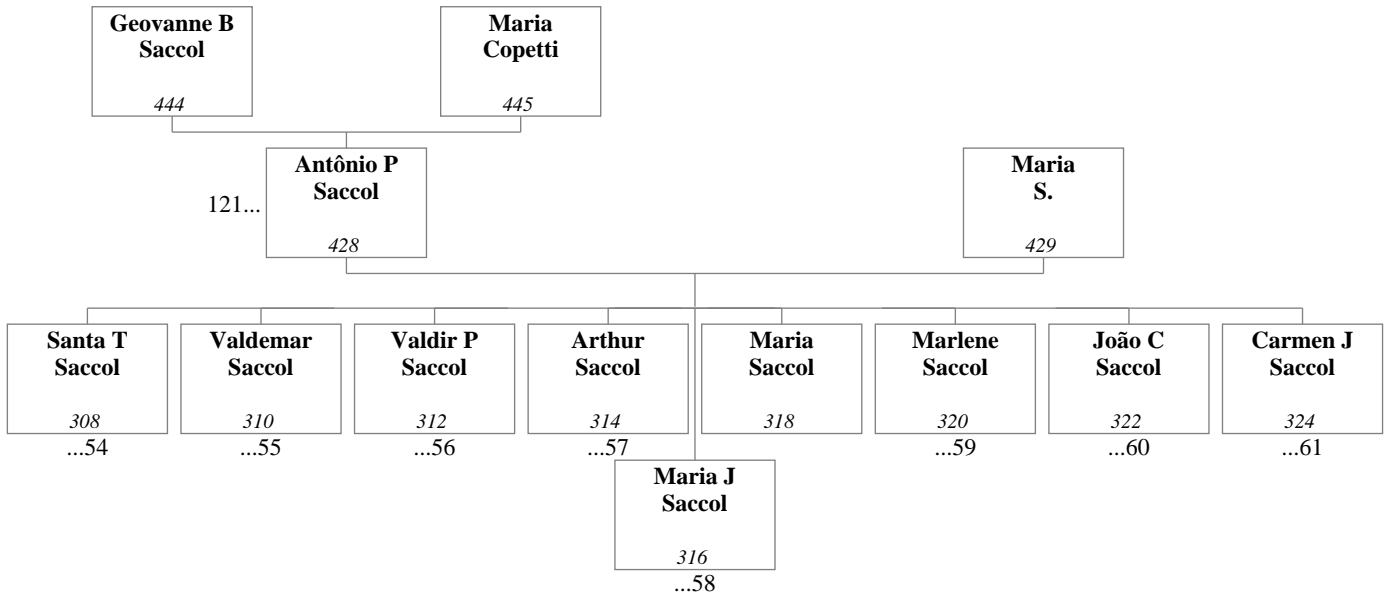 Geovanne B
Saccol
444
Maria
Copetti
445
121...
Antônio P
Saccol
428
Maria
S.
429
Santa T
Saccol
308
...54
Valdemar
Saccol
310
...55
Valdir P
Saccol
312
...56
Arthur
Saccol
314
...57
Maria
Saccol
318
Marlene
Saccol
320
...59
João C
Saccol
322
...60
Carmen J
Saccol
324
...61
Maria J
Saccol
316
...58